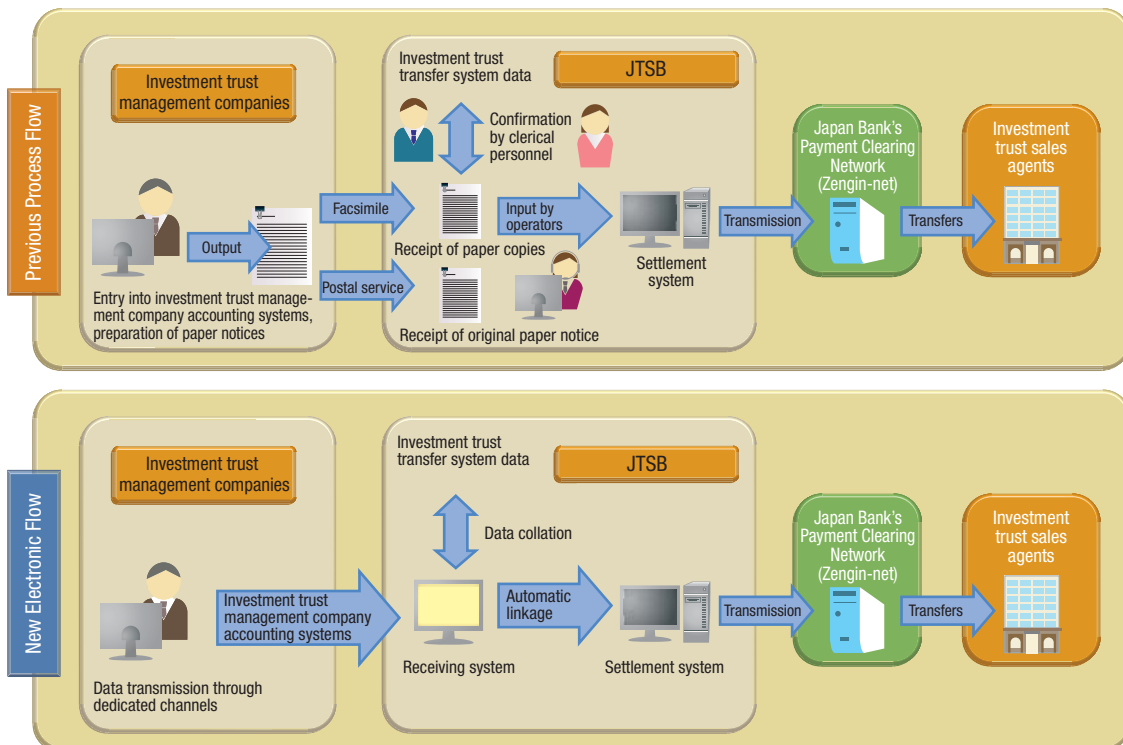 Previous Process Flow
Investment trust
management companies
Output
Entry into investment trust manage-
ment company accounting systems,
preparation of paper notices
Facsimile
Postal service
Investment trust
transfer system data
JTSB
Confirmation
by clerical
personnel
Receipt of paper copies
Input by
operators
Receipt of original paper notice
Settlement
system
Transmission
Japan Bank's
Payment Clearing
Network
(Zengin-net)
Transfers
Investment
trust sales
agents
New Electronic Flow
Investment trust
management companies
Data transmission through
dedicated channels
Investment trust
management company
accounting systems
Investment trust
transfer system data
JTSB
Data collation
Receiving system
Automatic
linkage
Settlement system
Transmission
Japan Bank's
Payment Clearing
Network
(Zengin-net)
Transfers
Investment
trust sales
agents